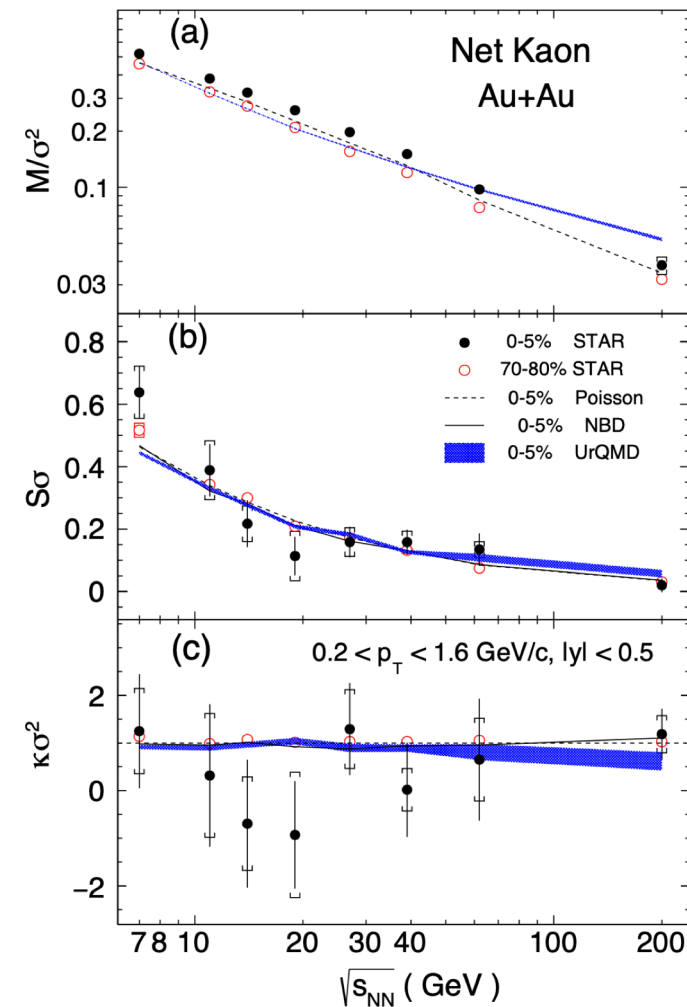 (a)
Net Kaon
Au+Au
M/σ²
0.3
0.2
0.1
0.03
(b)
0-5% STAR
70-80% STAR
0-5% Poisson
0-5% NBD
0-5% UrQMD
Sσ
0.8
0.6
0.4
0.2
0
(c)
0.2 < p_T < 1.6 GeV/c, |y| < 0.5
κσ²
2
0
−2
7 8 10 20 30 40 100 200
√s_NN ( GeV )